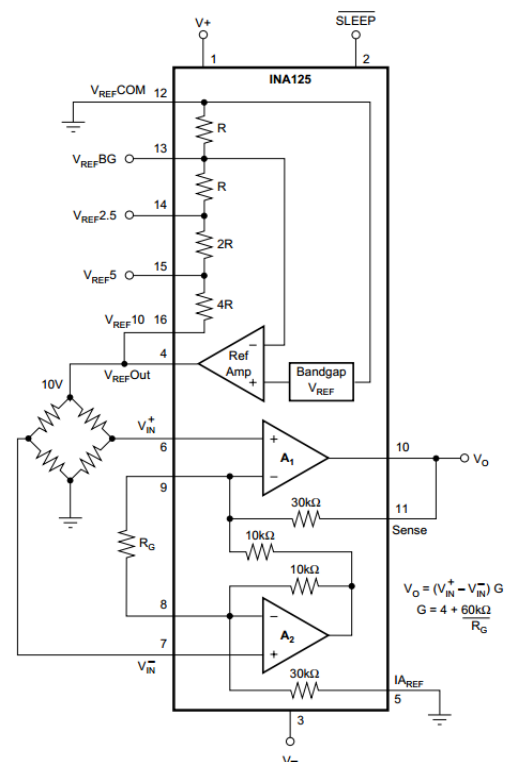 V+
SLEEP
1
2
INA125
VREFCOM
12
R
VREFBG
13
R
VREF2.5
14
2R
VREF5
15
4R
VREF10
16
4
VREFOut
Ref
Amp
−
+
Bandgap
VREF
10V
V+IN
6
+
A1
−
10
VO
9
30kΩ
11
Sense
10kΩ
RG
10kΩ
VO = (V+IN – V–IN) G
G = 4 + 60kΩ
RG
8
−
A2
+
7
V–IN
30kΩ
IAREF
5
3
V–